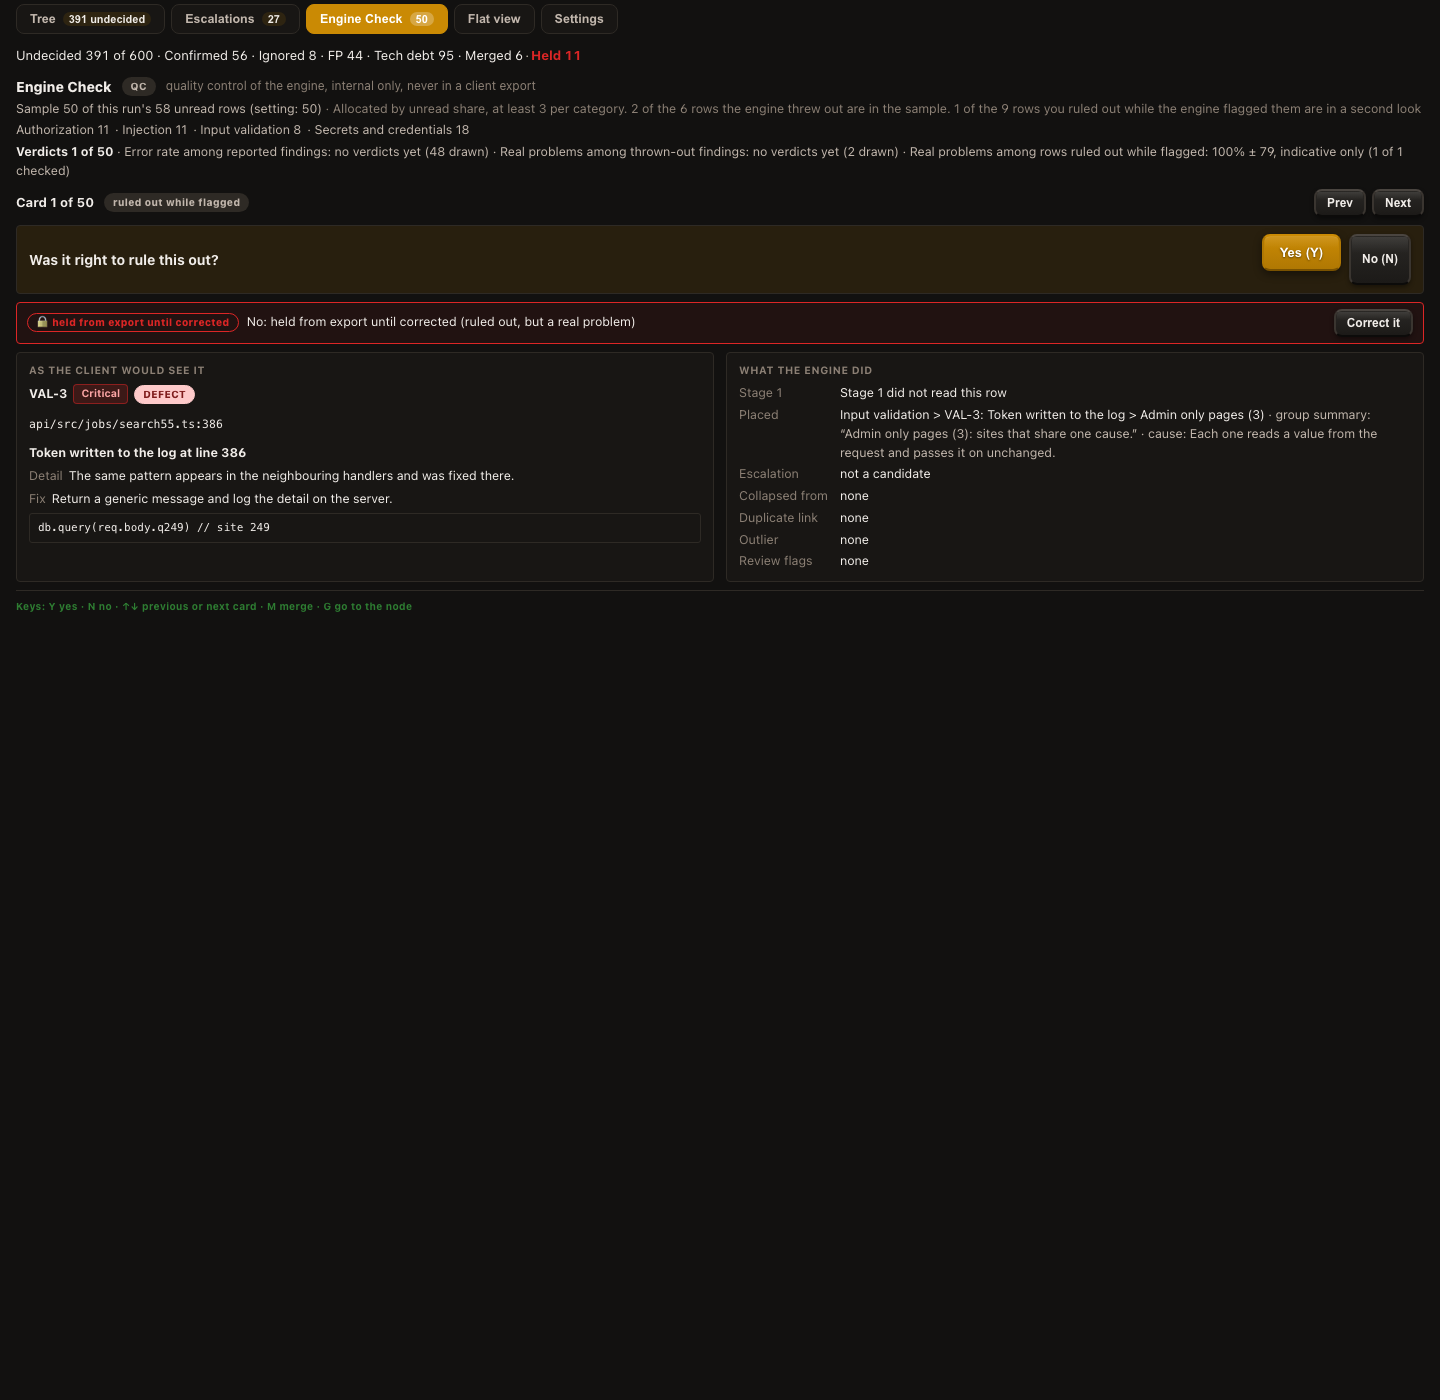 Tree 391 undecided Escalations 27 Engine Check 50 Flat view Settings
Undecided 391 of 600 · Confirmed 56 · Ignored 8 · FP 44 · Tech debt 95 · Merged 6 · Held 11
Engine Check QC quality control of the engine, internal only, never in a client export
Sample 50 of this run's 58 unread rows (setting: 50) · Allocated by unread share, at least 3 per category. 2 of the 6 rows the engine threw out are in the sample. 1 of the 9 rows you ruled out while the engine flagged them are in a second look
Authorization 11 · Injection 11 · Input validation 8 · Secrets and credentials 18
Verdicts 1 of 50 · Error rate among reported findings: no verdicts yet (48 drawn) · Real problems among thrown-out findings: no verdicts yet (2 drawn) · Real problems among rows ruled out while flagged: 100% ± 79, indicative only (1 of 1
checked)
Card 1 of 50 ruled out while flagged Prev Next
Was it right to rule this out? Yes (Y) No (N)
🔒 held from export until corrected No: held from export until corrected (ruled out, but a real problem) Correct it
AS THE CLIENT WOULD SEE IT
VAL-3 Critical DEFECT
api/src/jobs/search55.ts:386
Token written to the log at line 386
Detail The same pattern appears in the neighbouring handlers and was fixed there.
Fix Return a generic message and log the detail on the server.
db.query(req.body.q249) // site 249
WHAT THE ENGINE DID
Stage 1 Stage 1 did not read this row
Placed Input validation > VAL-3: Token written to the log > Admin only pages (3) · group summary:
"Admin only pages (3): sites that share one cause." · cause: Each one reads a value from the
request and passes it on unchanged.
Escalation not a candidate
Collapsed from none
Duplicate link none
Outlier none
Review flags none
Keys: Y yes · N no · ↑↓ previous or next card · M merge · G go to the node